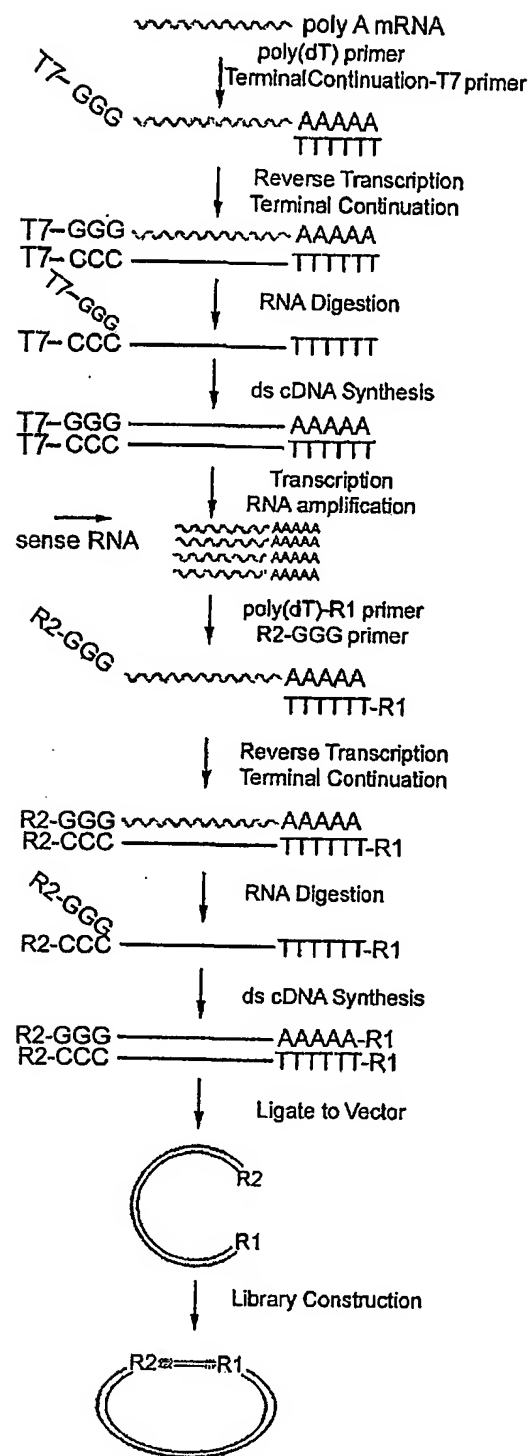 poly A mRNA
poly(dT) primer
TerminalContinuation-T7 primer
T7-GGG
AAAAA
TTTTTT
Reverse Transcription
Terminal Continuation
T7-GGG AAAAA
T7-CCC TTTTTT
T7-GGG
RNA Digestion
T7-CCC TTTTTT
ds cDNA Synthesis
T7-GGG AAAAA
T7-CCC TTTTTT
Transcription
RNA amplification
sense RNA
AAAAA
AAAAA
AAAAA
AAAAA
poly(dT)-R1 primer
R2-GGG primer
R2-GGG
AAAAA
TTTTTT-R1
Reverse Transcription
Terminal Continuation
R2-GGG AAAAA
R2-CCC TTTTTT-R1
R2-GGG
RNA Digestion
R2-CCC TTTTTT-R1
ds cDNA Synthesis
R2-GGG AAAAA-R1
R2-CCC TTTTTT-R1
Ligate to Vector
R2
R1
Library Construction
R2 R1